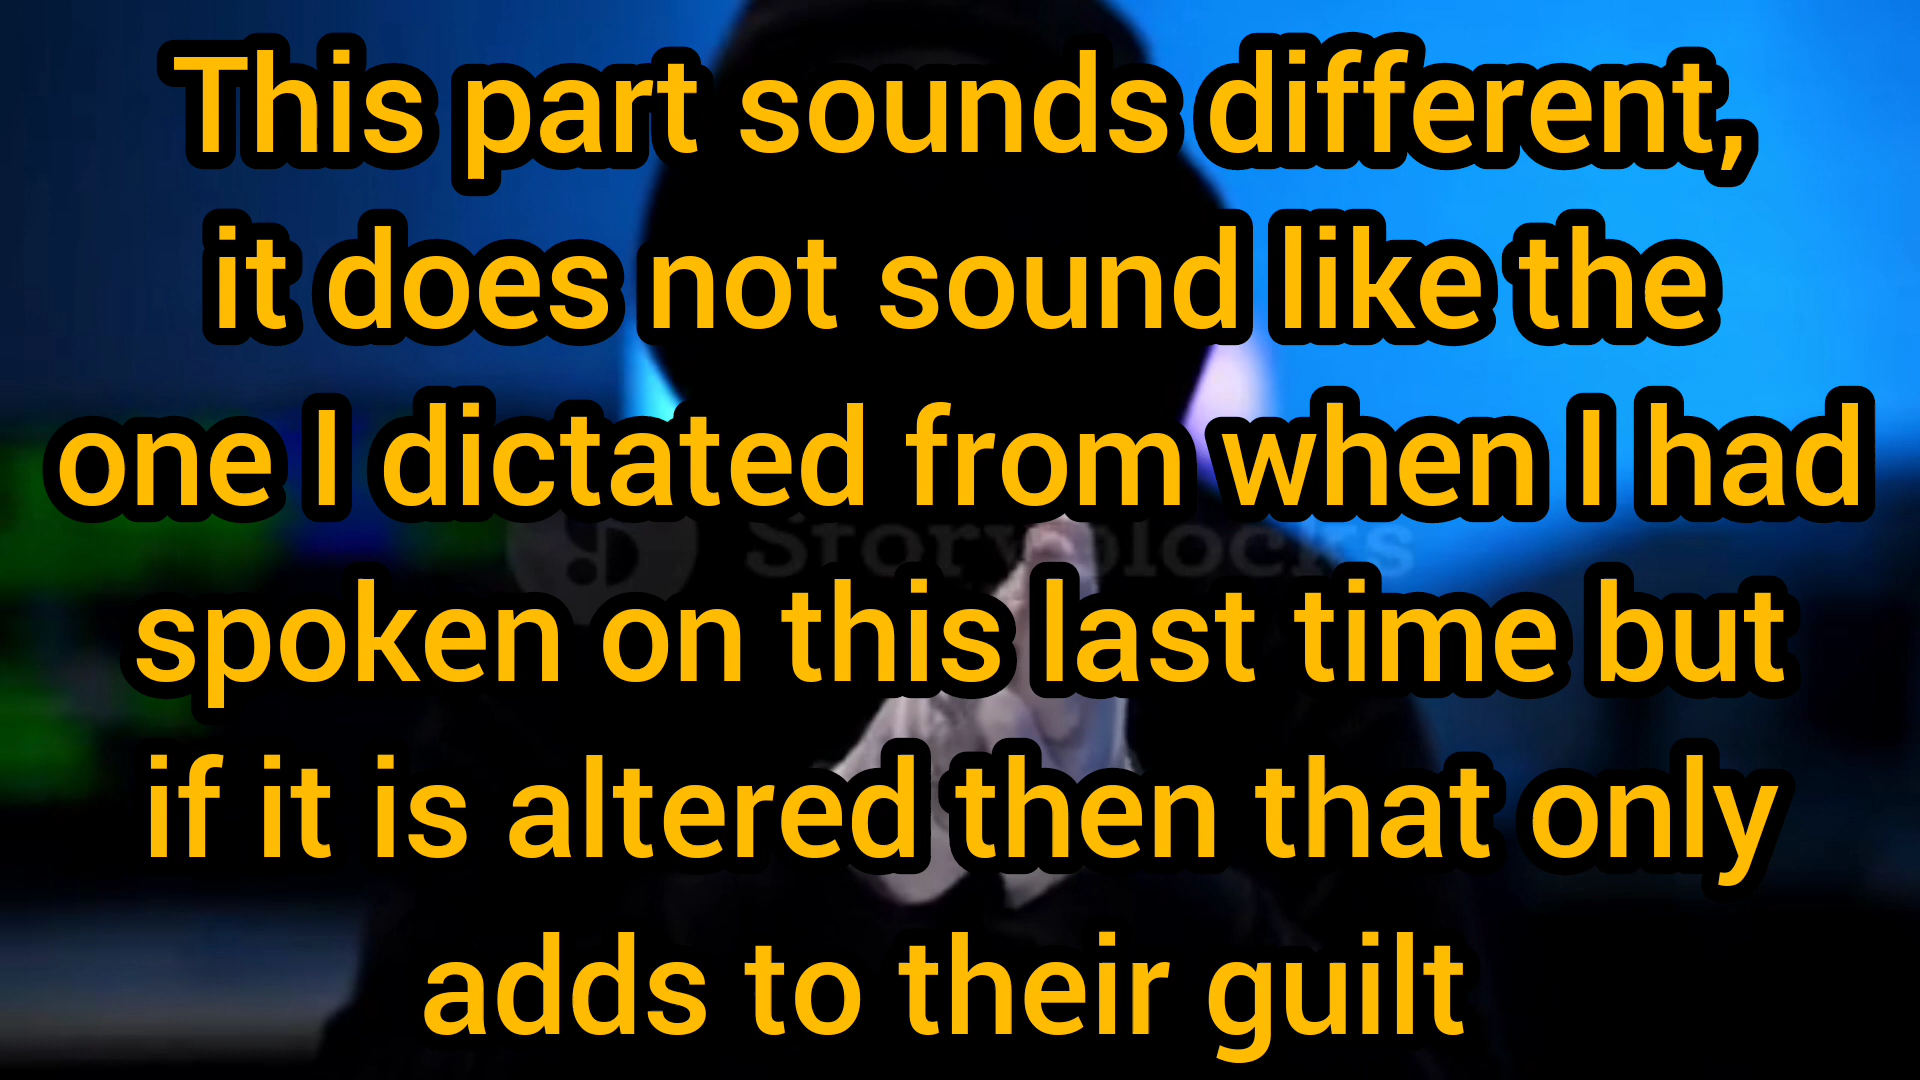 This part sounds different,
it does not sound like the
one I dictated from when I had
Storyblocks
spoken on this last time but
if it is altered then that only
adds to their guilt